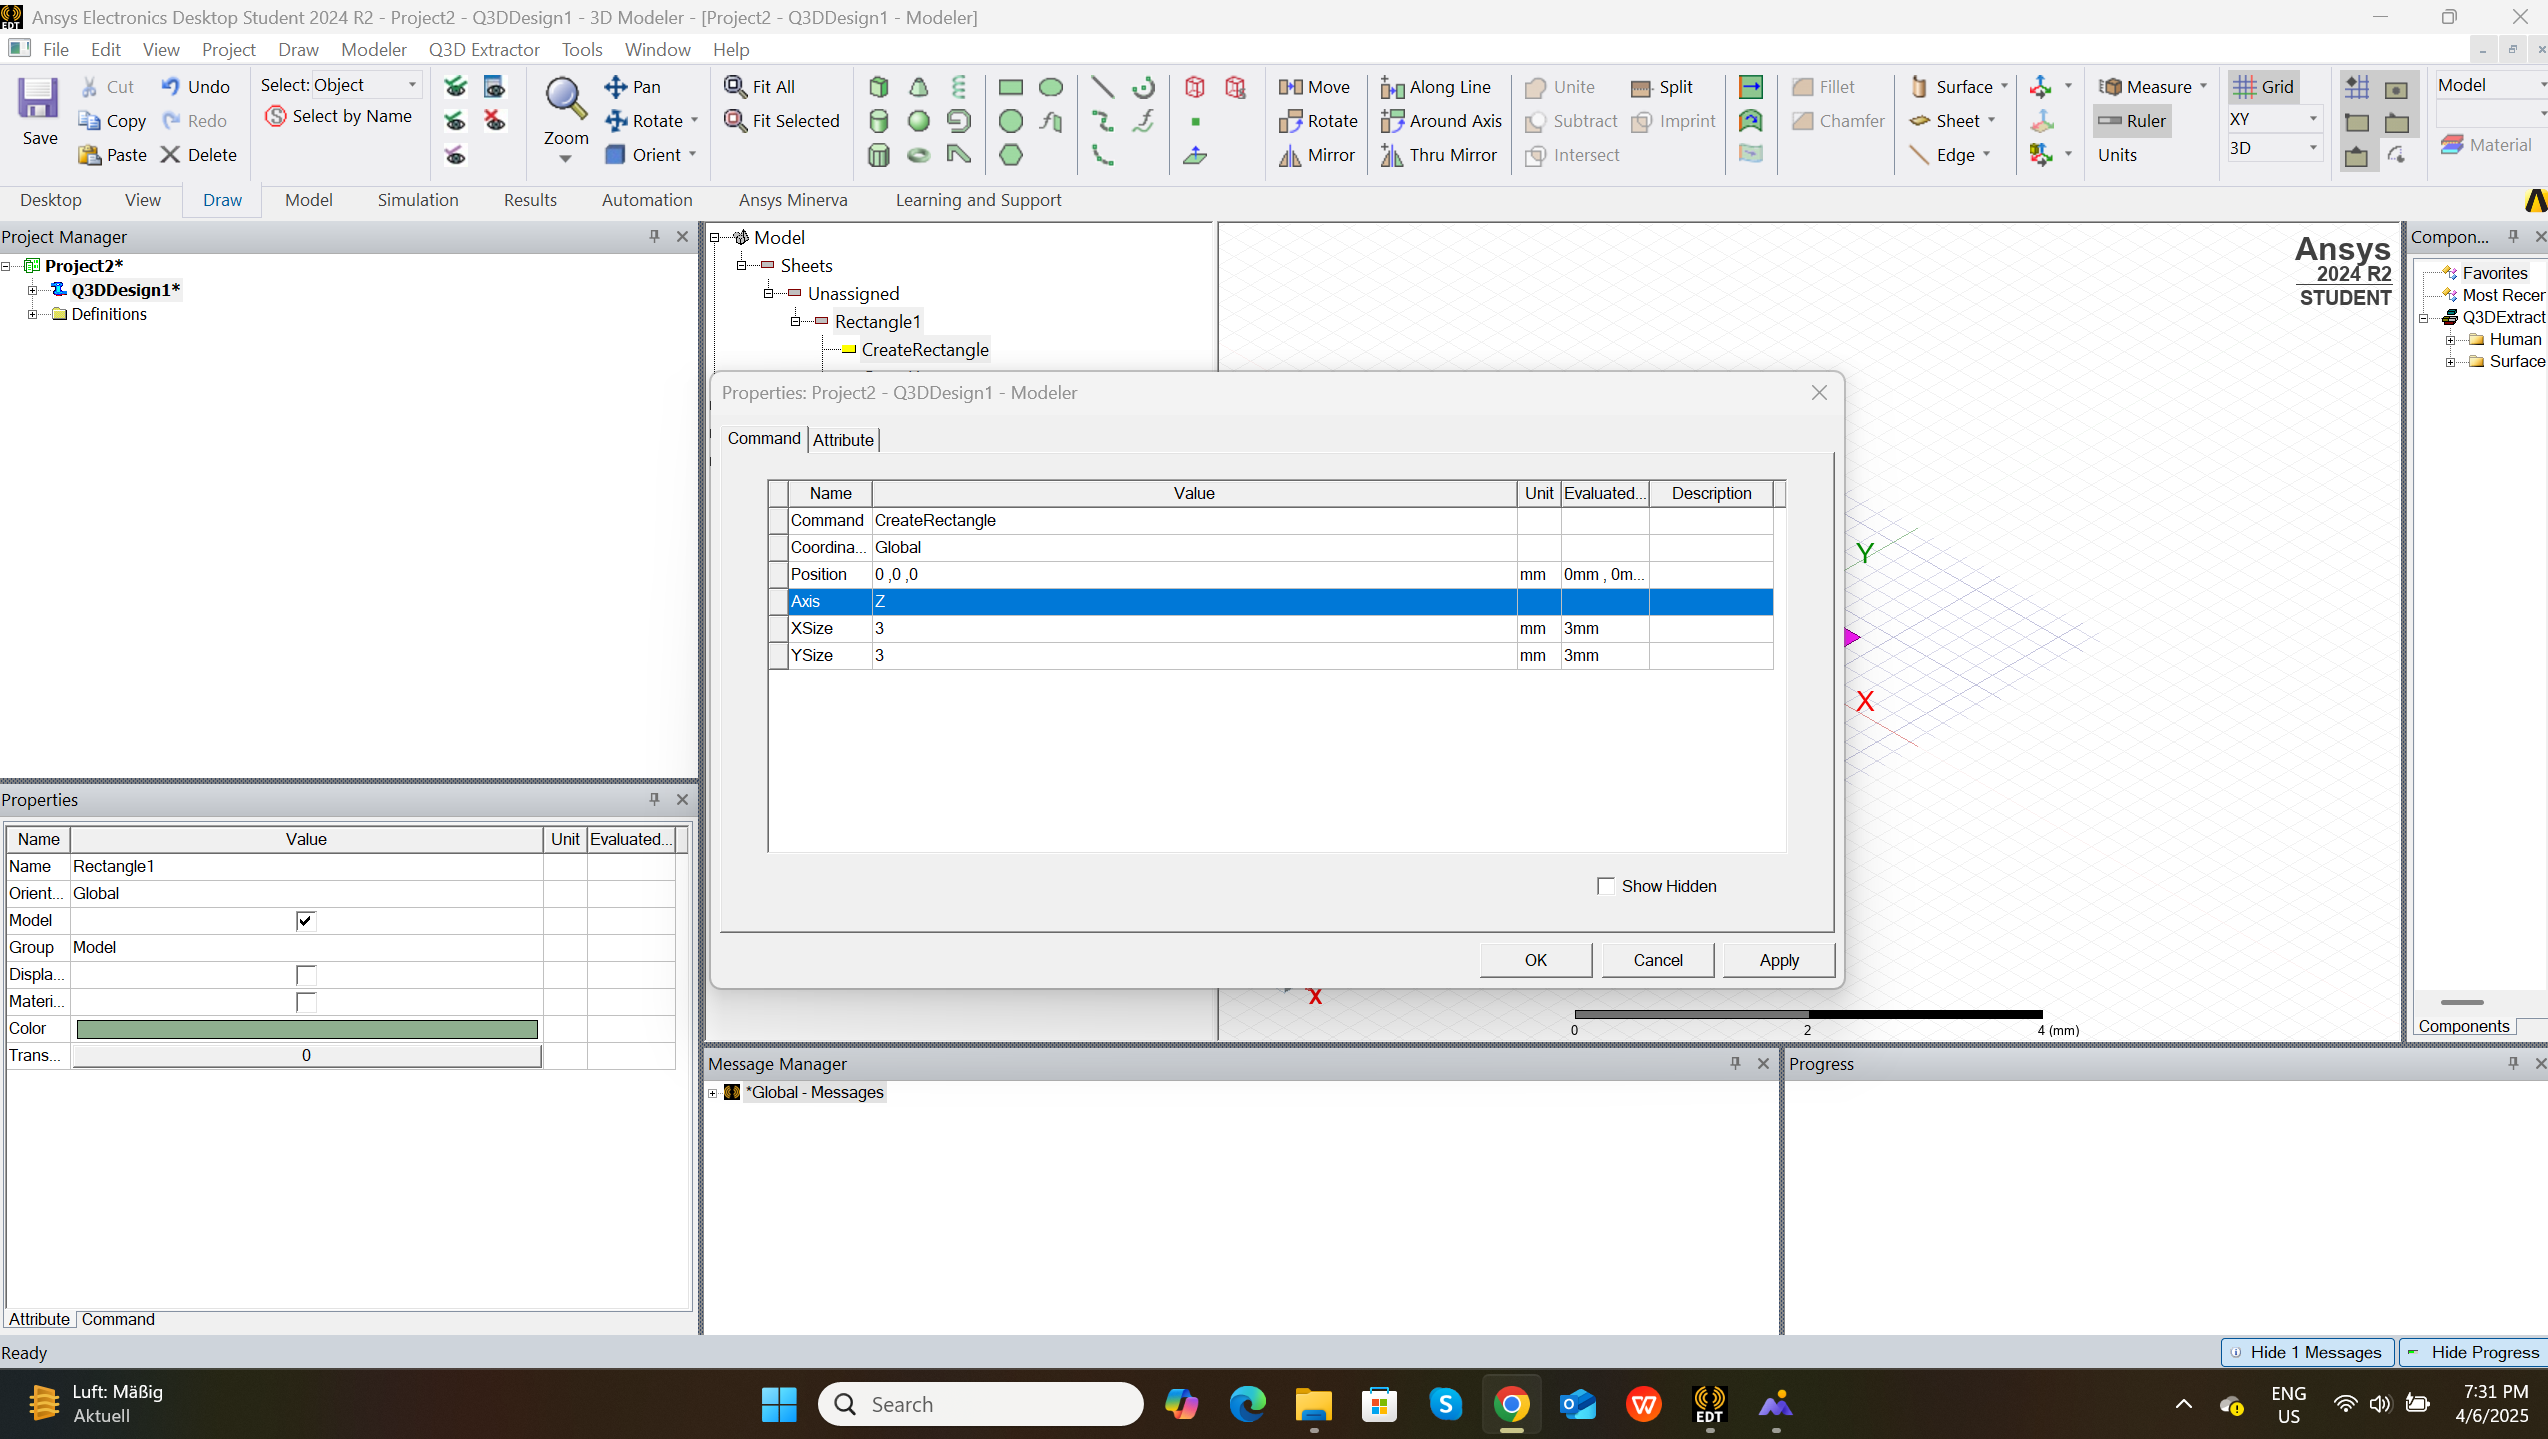 Ansys Electronics Desktop Student 2024 R2 - Project2 - Q3DDesign1 - 3D Modeler - [Project2 - Q3DDesign1 - Modeler]
File Edit View Project Draw Modeler Q3D Extractor Tools Window Help
Save
Cut
Copy
Paste
Undo
Redo
Delete
Select: Object
Select by Name
Zoom
Pan
Rotate
Orient
Fit All
Fit Selected
Move
Rotate
Mirror
Along Line
Around Axis
Thru Mirror
Unite
Subtract
Intersect
Split
Imprint
Fillet
Chamfer
Surface
Sheet
Edge
Measure
Ruler
Units
Grid
XY
3D
Model
Material
Desktop View Draw Model Simulation Results Automation Ansys Minerva Learning and Support
Project Manager
Project2*
Q3DDesign1*
Definitions
Model
Sheets
Unassigned
Rectangle1
CreateRectangle
Ansys
2024 R2
STUDENT
Compon...
Favorites
Most Recer
Q3DExtract
Human
Surface
Components
Properties: Project2 - Q3DDesign1 - Modeler
Command Attribute
Name Value Unit Evaluated... Description
Command CreateRectangle
Coordina... Global
Position 0 ,0 ,0 mm 0mm , 0m...
Axis Z
XSize 3 mm 3mm
YSize 3 mm 3mm
Show Hidden
OK Cancel Apply
Y
X
X
0 2 4 (mm)
Properties
Name Value Unit Evaluated...
Name Rectangle1
Orient... Global
Model
Group Model
Displa...
Materi...
Color
Trans... 0
Attribute Command
Message Manager
*Global - Messages
Progress
Ready
Hide 1 Messages Hide Progress
Luft: Mäßig
Aktuell
Search
EDT
ENG
US
7:31 PM
4/6/2025